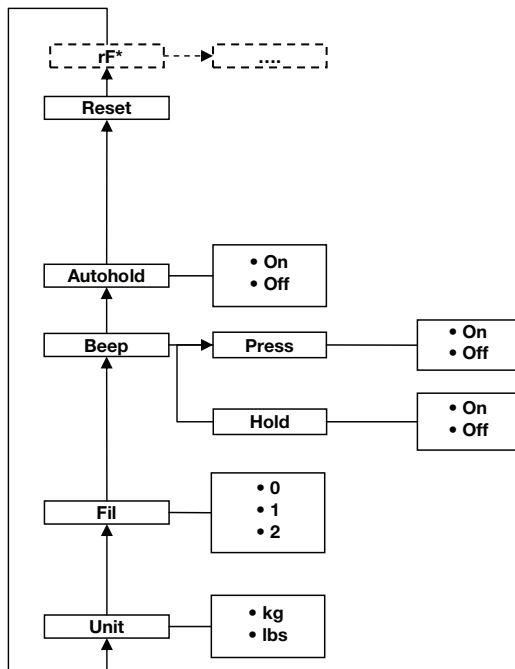 rF*
....
Reset
Autohold
• On
• Off
Beep
Press
• On
• Off
Hold
• On
• Off
Fil
• 0
• 1
• 2
Unit
• kg
• lbs